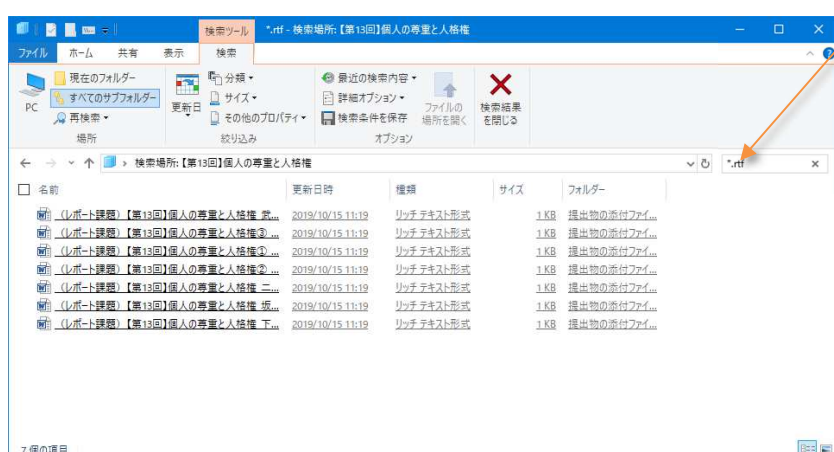 検索ツール *.rtf - 検索場所:【第13回】個人の尊重と人格権
ファイル ホーム 共有 表示 検索
PC
現在のフォルダー
すべてのサブフォルダー
再検索
場所
更新日
分類
サイズ
その他のプロパティ
絞り込み
最近の検索内容
詳細オプション
検索条件を保存
ファイルの
場所を開く
オプション
検索結果
を閉じる
検索場所:【第13回】個人の尊重と人格権 *.rtf
名前 更新日時 種類 サイズ フォルダー
(レポート課題)【第13回】個人の尊重と人格権 武... 2019/10/15 11:19 リッチ テキスト形式 1 KB 提出物の添付ファイ...
(レポート課題)【第13回】個人の尊重と人格権③ ... 2019/10/15 11:19 リッチ テキスト形式 1 KB 提出物の添付ファイ...
(レポート課題)【第13回】個人の尊重と人格権① ... 2019/10/15 11:19 リッチ テキスト形式 1 KB 提出物の添付ファイ...
(レポート課題)【第13回】個人の尊重と人格権② ... 2019/10/15 11:19 リッチ テキスト形式 1 KB 提出物の添付ファイ...
(レポート課題)【第13回】個人の尊重と人格権 二... 2019/10/15 11:19 リッチ テキスト形式 1 KB 提出物の添付ファイ...
(レポート課題)【第13回】個人の尊重と人格権 坂... 2019/10/15 11:19 リッチ テキスト形式 1 KB 提出物の添付ファイ...
(レポート課題)【第13回】個人の尊重と人格権 下... 2019/10/15 11:19 リッチ テキスト形式 1 KB 提出物の添付ファイ...
7 個の項目